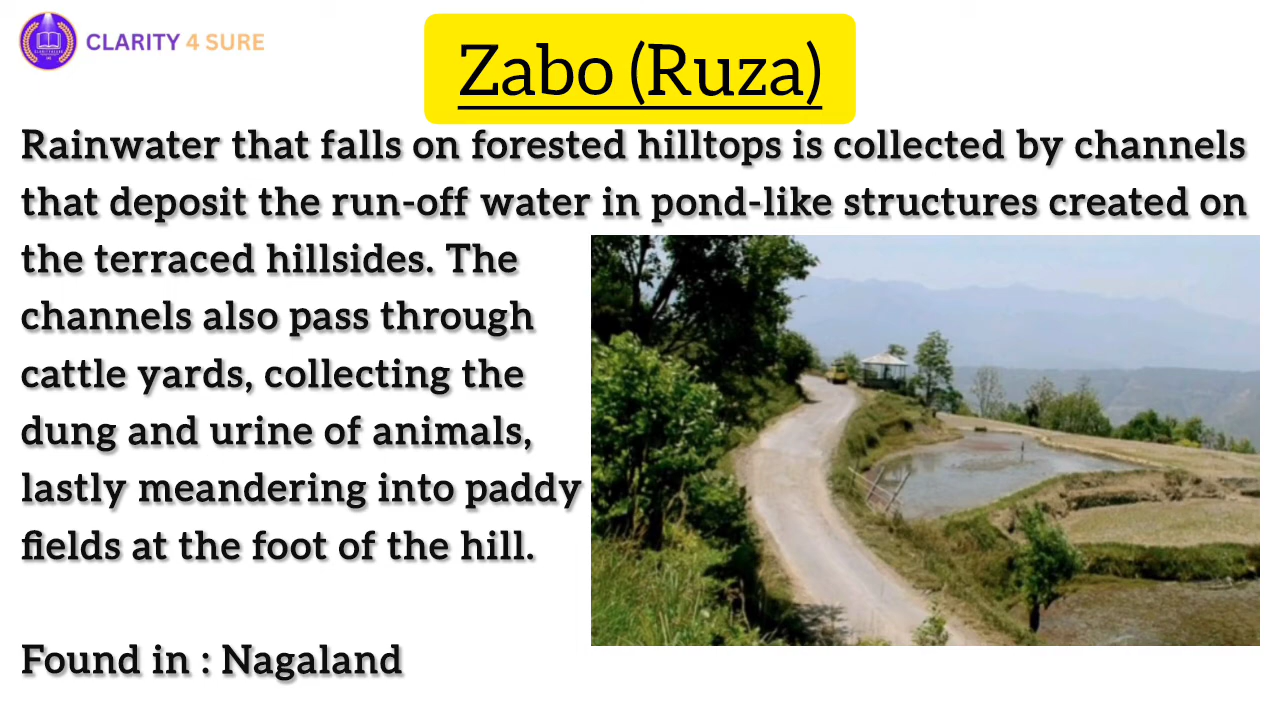 CLARITY 4 SURE
Zabo (Ruza)
Rainwater that falls on forested hilltops is collected by channels
that deposit the run-off water in pond-like structures created on
the terraced hillsides. The
channels also pass through
cattle yards, collecting the
dung and urine of animals,
lastly meandering into paddy
fields at the foot of the hill.
Found in : Nagaland